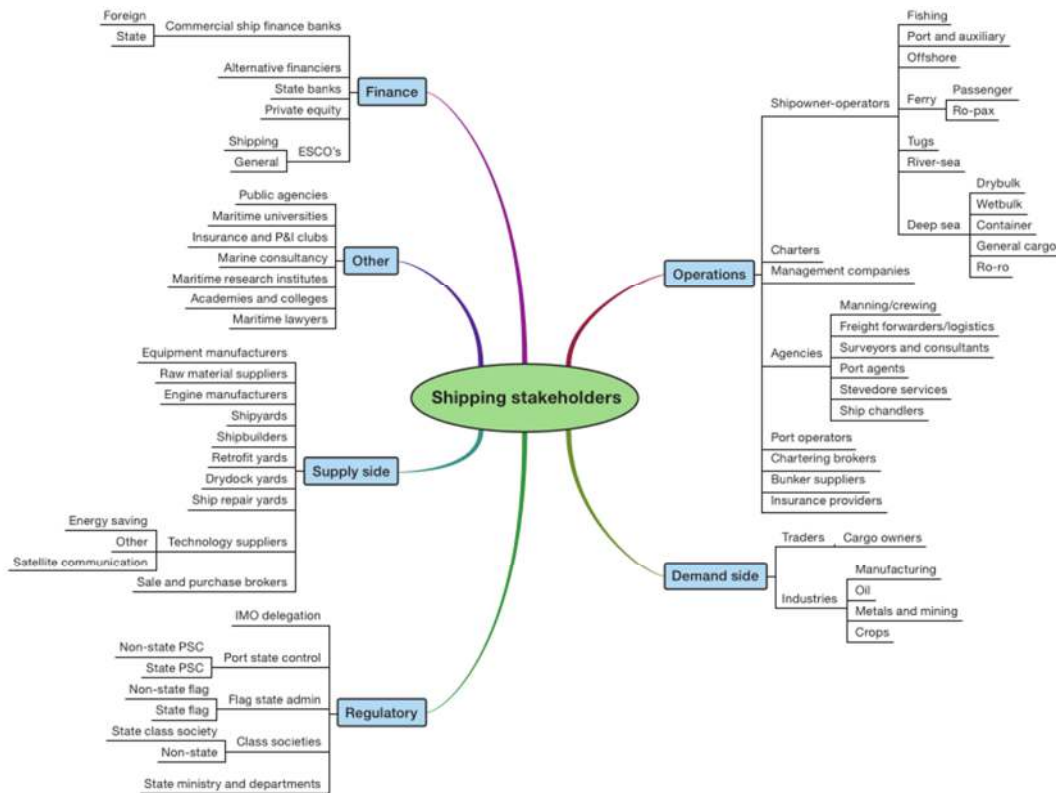 Shipping stakeholders
Finance
Commercial ship finance banks
Foreign
State
Alternative financiers
State banks
Private equity
ESCO's
Shipping
General
Other
Public agencies
Maritime universities
Insurance and P&I clubs
Marine consultancy
Maritime research institutes
Academies and colleges
Maritime lawyers
Supply side
Equipment manufacturers
Raw material suppliers
Engine manufacturers
Shipyards
Shipbuilders
Retrofit yards
Drydock yards
Ship repair yards
Technology suppliers
Energy saving
Other
Satellite communication
Sale and purchase brokers
Regulatory
IMO delegation
Port state control
Non-state PSC
State PSC
Flag state admin
Non-state flag
State flag
Class societies
State class society
Non-state
State ministry and departments
Operations
Shipowner-operators
Fishing
Port and auxiliary
Offshore
Ferry
Passenger
Ro-pax
Tugs
River-sea
Deep sea
Drybulk
Wetbulk
Container
General cargo
Ro-ro
Charters
Management companies
Agencies
Manning/crewing
Freight forwarders/logistics
Surveyors and consultants
Port agents
Stevedore services
Ship chandlers
Port operators
Chartering brokers
Bunker suppliers
Insurance providers
Demand side
Traders
Cargo owners
Industries
Manufacturing
Oil
Metals and mining
Crops